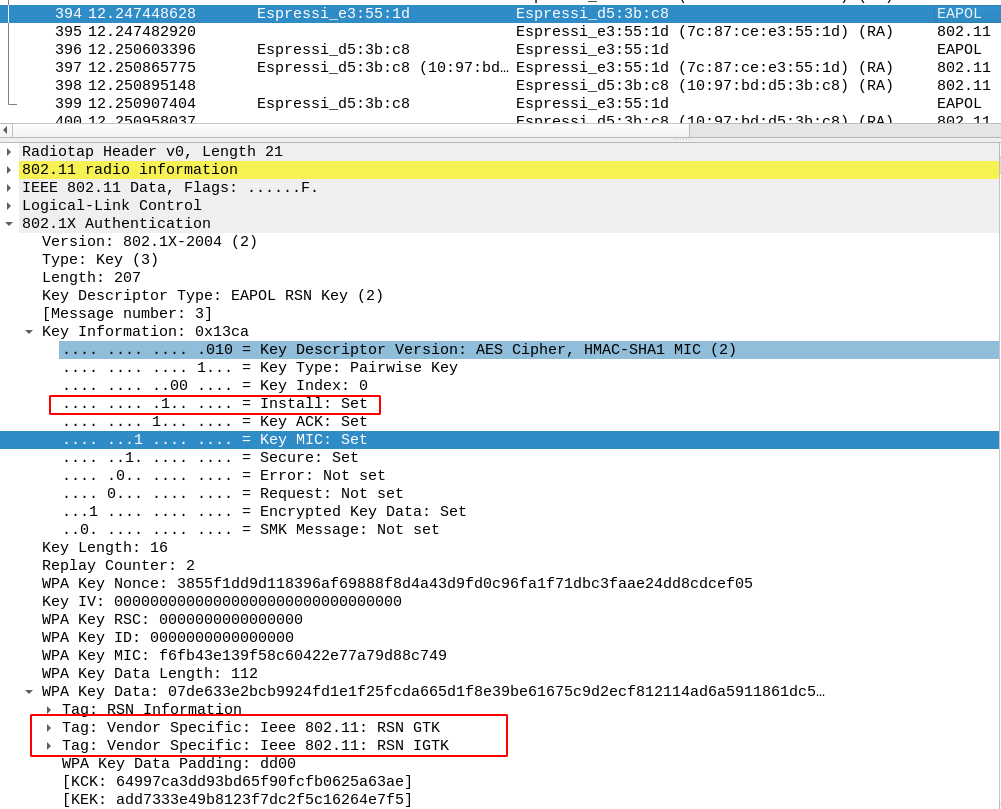 394 12.247448628 Espressi_e3:55:1d Espressi_d5:3b:c8 EAPOL
395 12.247482920 Espressi_e3:55:1d (7c:87:ce:e3:55:1d) (RA) 802.11
396 12.250603396 Espressi_d5:3b:c8 Espressi_e3:55:1d EAPOL
397 12.250865775 Espressi_d5:3b:c8 (10:97:bd… Espressi_e3:55:1d (7c:87:ce:e3:55:1d) (RA) 802.11
398 12.250895148 Espressi_d5:3b:c8 (10:97:bd:d5:3b:c8) (RA) 802.11
399 12.250907404 Espressi_d5:3b:c8 Espressi_e3:55:1d EAPOL
400 12.250958037 Espressi_d5:3b:c8 (10:97:bd:d5:3b:c8) (RA) 802.11
Radiotap Header v0, Length 21
802.11 radio information
IEEE 802.11 Data, Flags: ......F.
Logical-Link Control
802.1X Authentication
Version: 802.1X-2004 (2)
Type: Key (3)
Length: 207
Key Descriptor Type: EAPOL RSN Key (2)
[Message number: 3]
Key Information: 0x13ca
.... .... .... .010 = Key Descriptor Version: AES Cipher, HMAC-SHA1 MIC (2)
.... .... .... 1... = Key Type: Pairwise Key
.... .... ..00 .... = Key Index: 0
.... .... .1.. .... = Install: Set
.... .... 1... .... = Key ACK: Set
.... ...1 .... .... = Key MIC: Set
.... ..1. .... .... = Secure: Set
.... .0.. .... .... = Error: Not set
.... 0... .... .... = Request: Not set
...1 .... .... .... = Encrypted Key Data: Set
..0. .... .... .... = SMK Message: Not set
Key Length: 16
Replay Counter: 2
WPA Key Nonce: 3855f1dd9d118396af69888f8d4a43d9fd0c96fa1f71dbc3faae24dd8cdcef05
Key IV: 00000000000000000000000000000000
WPA Key RSC: 0000000000000000
WPA Key ID: 0000000000000000
WPA Key MIC: f6fb43e139f58c60422e77a79d88c749
WPA Key Data Length: 112
WPA Key Data: 07de633e2bcb9924fd1e1f25fcda665d1f8e39be61675c9d2ecf812114ad6a5911861dc5…
Tag: RSN Information
Tag: Vendor Specific: Ieee 802.11: RSN GTK
Tag: Vendor Specific: Ieee 802.11: RSN IGTK
WPA Key Data Padding: dd00
[KCK: 64997ca3dd93bd65f90fcfb0625a63ae]
[KEK: add7333e49b8123f7dc2f5c16264e7f5]